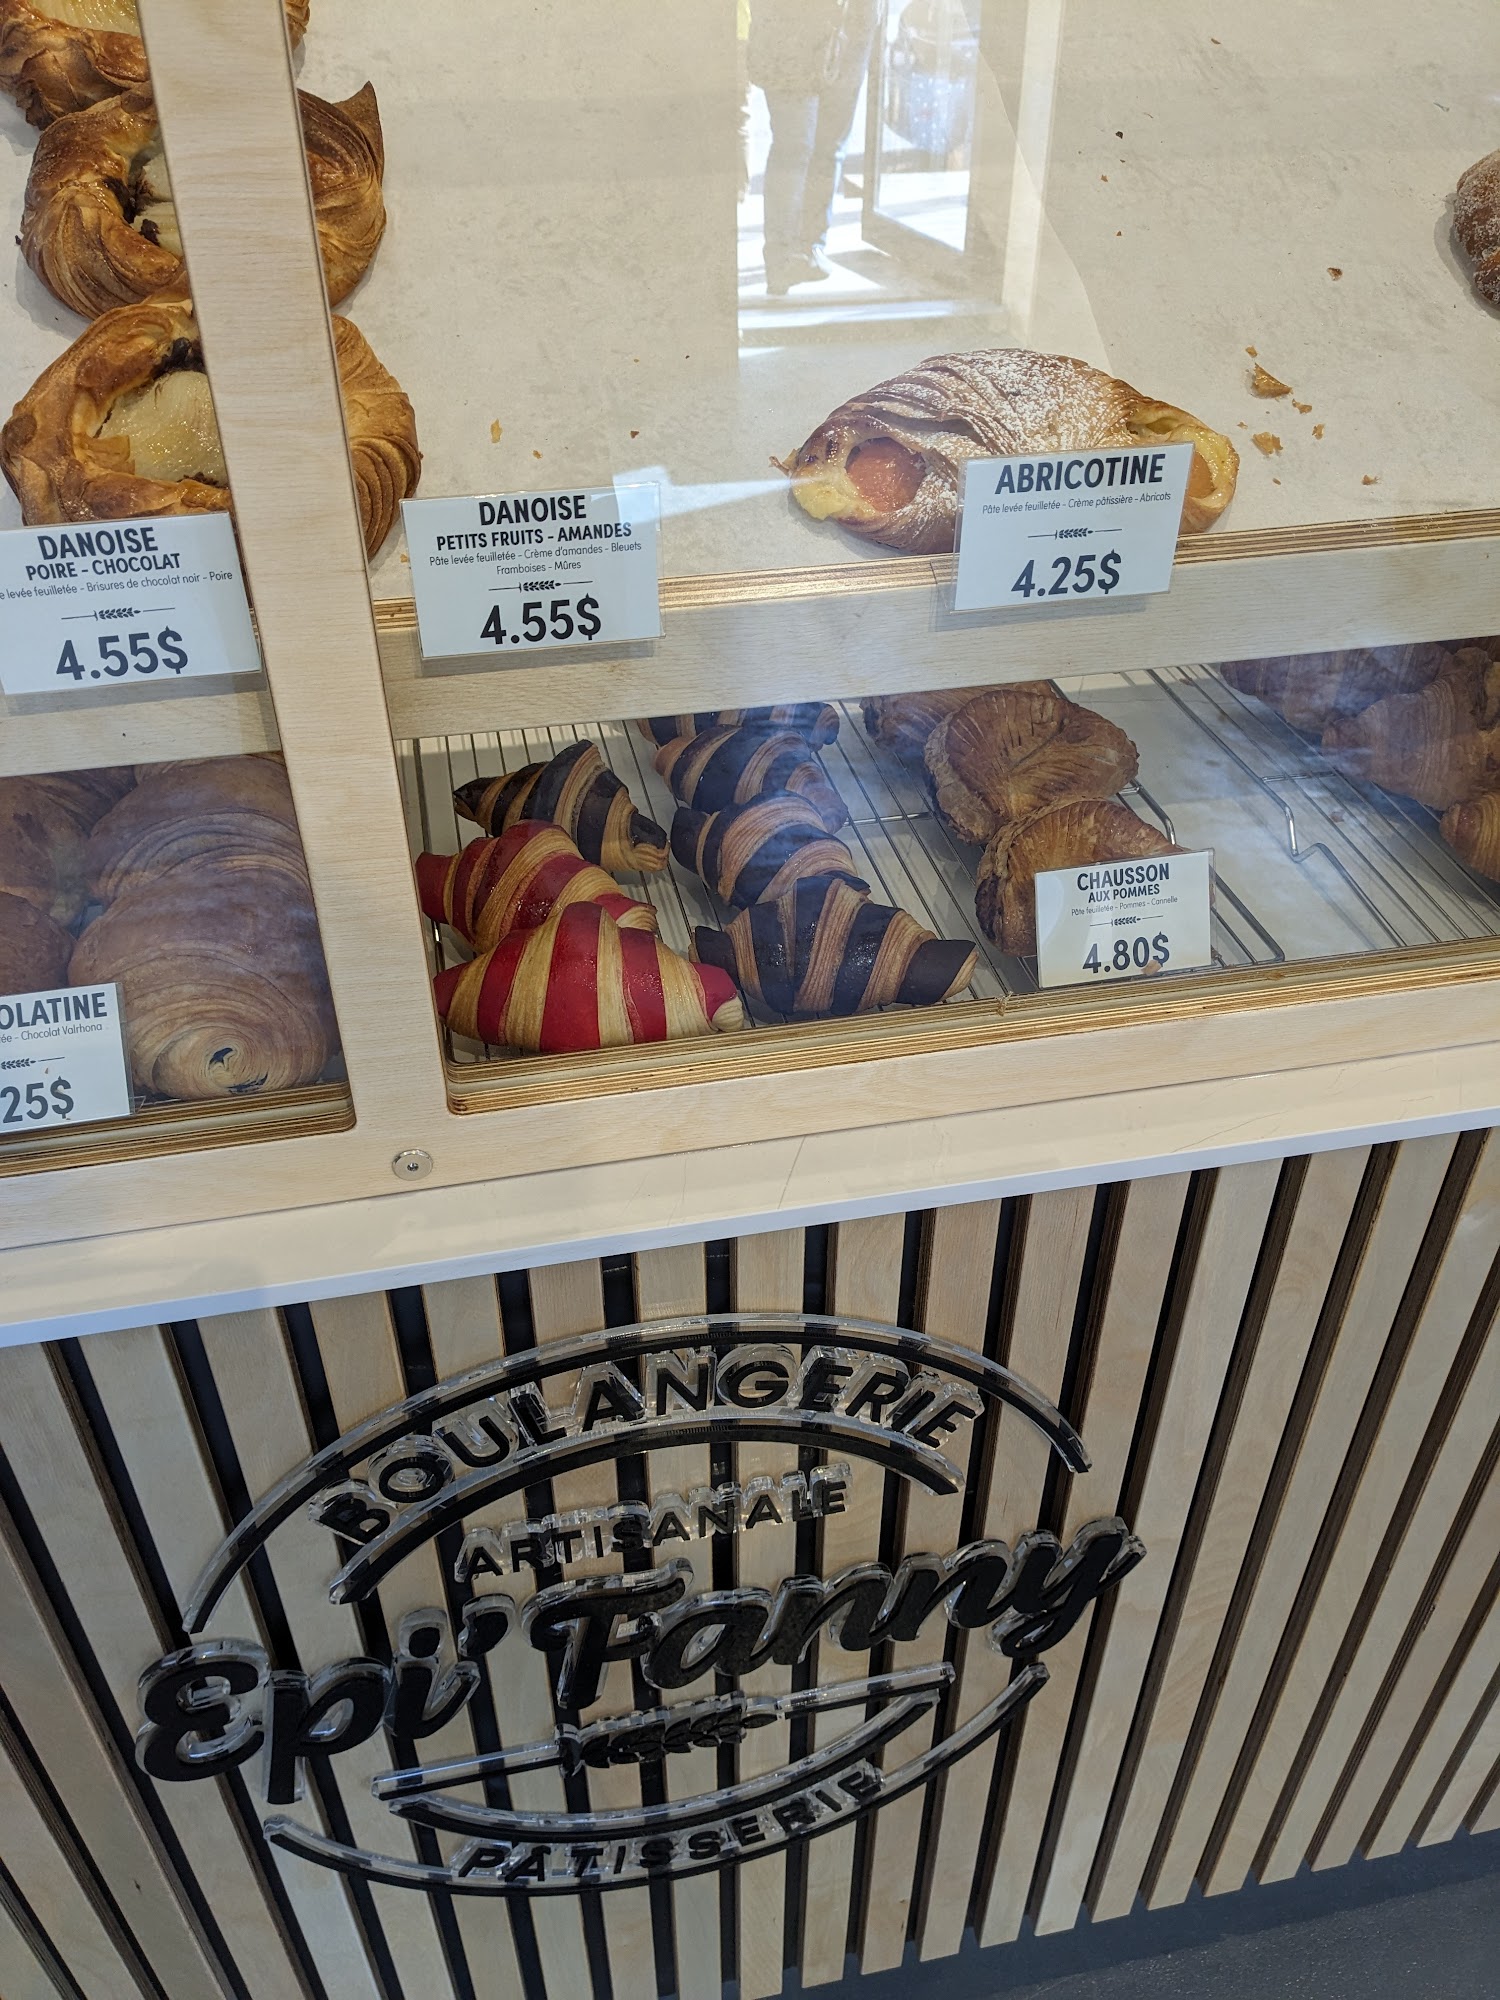 DANOISE
POIRE - CHOCOLAT
levée feuilletée - Brisures de chocolat noir - Poire
4.55$
DANOISE
PETITS FRUITS - AMANDES
Pâte levée feuilletée - Crème d'amandes - Bleuets
Framboises - Mûres
4.55$
ABRICOTINE
Pâte levée feuilletée - Crème pâtissière - Abricots
4.25$
CHAUSSON
AUX POMMES
Pâte feuilletée - Pommes - Cannelle
4.80$
OLATINE
ée - Chocolat Valrhona
25$
BOULANGERIE
ARTISANALE
Epi Fanny
PÂTISSERIE